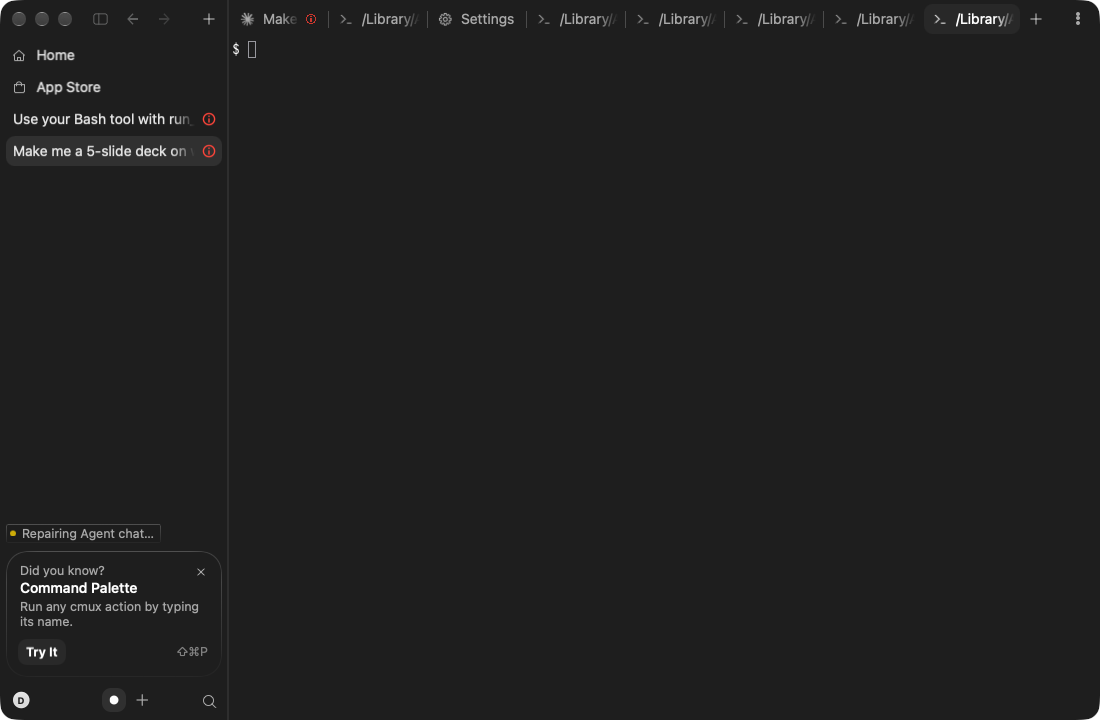 Home
App Store
Use your Bash tool with run_
Make me a 5-slide deck on
Repairing Agent chat...
Did you know?
Command Palette
Run any cmux action by typing
its name.
Try It
⇧⌘P
D
Make
/Library/
Settings
/Library/
/Library/
/Library/
/Library/
/Library/
$